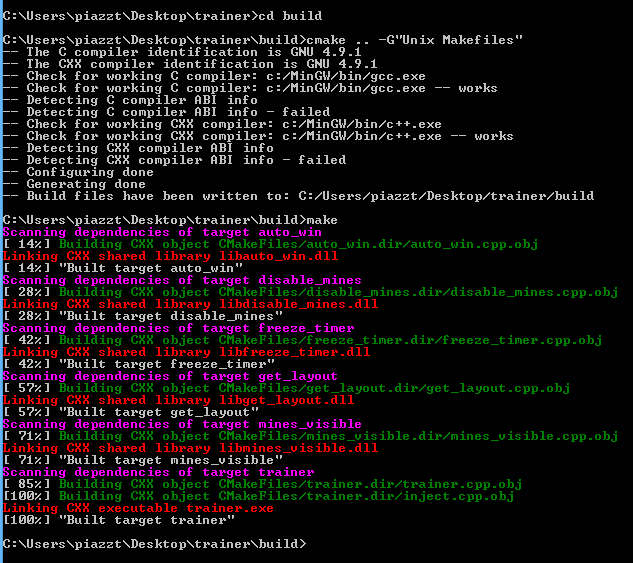 C:\Users\piazzt\Desktop\trainer>cd build
C:\Users\piazzt\Desktop\trainer\build>cmake .. -G"Unix Makefiles"
-- The C compiler identification is GNU 4.9.1
-- The CXX compiler identification is GNU 4.9.1
-- Check for working C compiler: c:/MinGW/bin/gcc.exe
-- Check for working C compiler: c:/MinGW/bin/gcc.exe -- works
-- Detecting C compiler ABI info
-- Detecting C compiler ABI info - failed
-- Check for working CXX compiler: c:/MinGW/bin/c++.exe
-- Check for working CXX compiler: c:/MinGW/bin/c++.exe -- works
-- Detecting CXX compiler ABI info
-- Detecting CXX compiler ABI info - failed
-- Configuring done
-- Generating done
-- Build files have been written to: C:/Users/piazzt/Desktop/trainer/build
C:\Users\piazzt\Desktop\trainer\build>make
Scanning dependencies of target auto_win
[ 14%] Building CXX object CMakeFiles/auto_win.dir/auto_win.cpp.obj
Linking CXX shared library libauto_win.dll
[ 14%] "Built target auto_win"
Scanning dependencies of target disable_mines
[ 28%] Building CXX object CMakeFiles/disable_mines.dir/disable_mines.cpp.obj
Linking CXX shared library libdisable_mines.dll
[ 28%] "Built target disable_mines"
Scanning dependencies of target freeze_timer
[ 42%] Building CXX object CMakeFiles/freeze_timer.dir/freeze_timer.cpp.obj
Linking CXX shared library libfreeze_timer.dll
[ 42%] "Built target freeze_timer"
Scanning dependencies of target get_layout
[ 57%] Building CXX object CMakeFiles/get_layout.dir/get_layout.cpp.obj
Linking CXX shared library libget_layout.dll
[ 57%] "Built target get_layout"
Scanning dependencies of target mines_visible
[ 71%] Building CXX object CMakeFiles/mines_visible.dir/mines_visible.cpp.obj
Linking CXX shared library libmines_visible.dll
[ 71%] "Built target mines_visible"
Scanning dependencies of target trainer
[ 85%] Building CXX object CMakeFiles/trainer.dir/trainer.cpp.obj
[100%] Building CXX object CMakeFiles/trainer.dir/inject.cpp.obj
Linking CXX executable trainer.exe
[100%] "Built target trainer"
C:\Users\piazzt\Desktop\trainer\build>